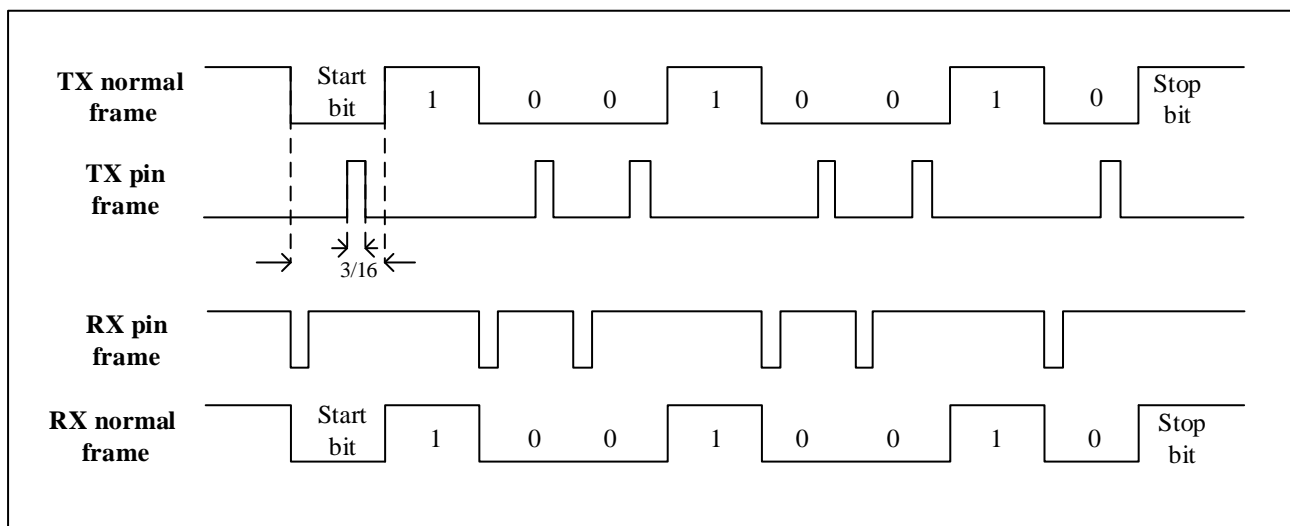 TX normal
frame
Start
bit
1 0 0 1 0 0 1 0
Stop
bit
TX pin
frame
3/16
RX pin
frame
RX normal
frame
Start
bit
1 0 0 1 0 0 1 0
Stop
bit